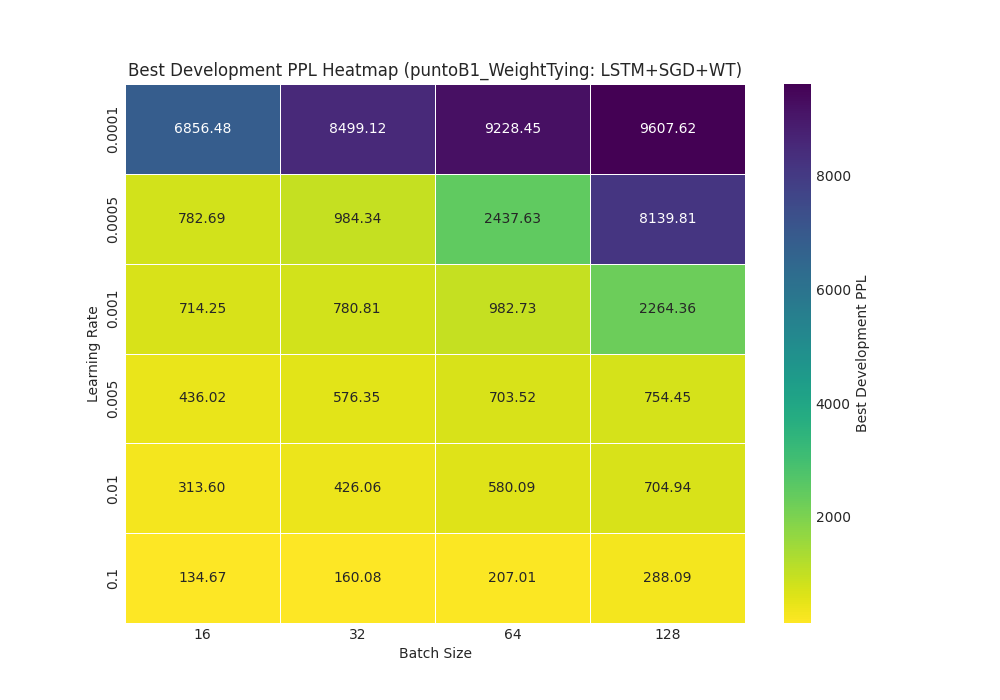 Best Development PPL Heatmap (puntoB1_WeightTying: LSTM+SGD+WT)
0.0001 6856.48 8499.12 9228.45 9607.62
0.0005 782.69 984.34 2437.63 8139.81
0.001 714.25 780.81 982.73 2264.36
0.005 436.02 576.35 703.52 754.45
0.01 313.60 426.06 580.09 704.94
0.1 134.67 160.08 207.01 288.09
16 32 64 128
Batch Size
Learning Rate
8000
6000
4000
2000
Best Development PPL